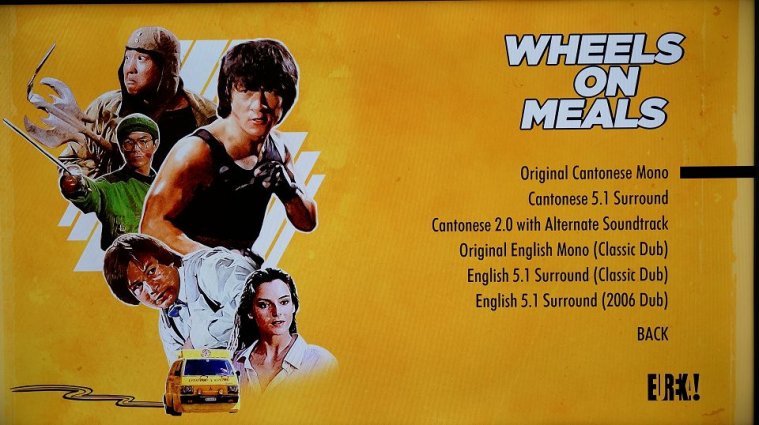 WHEELS
ON
MEALS
Original Cantonese Mono
Cantonese 5.1 Surround
Cantonese 2.0 with Alternate Soundtrack
Original English Mono (Classic Dub)
English 5.1 Surround (Classic Dub)
English 5.1 Surround (2006 Dub)
BACK
EUREKA!